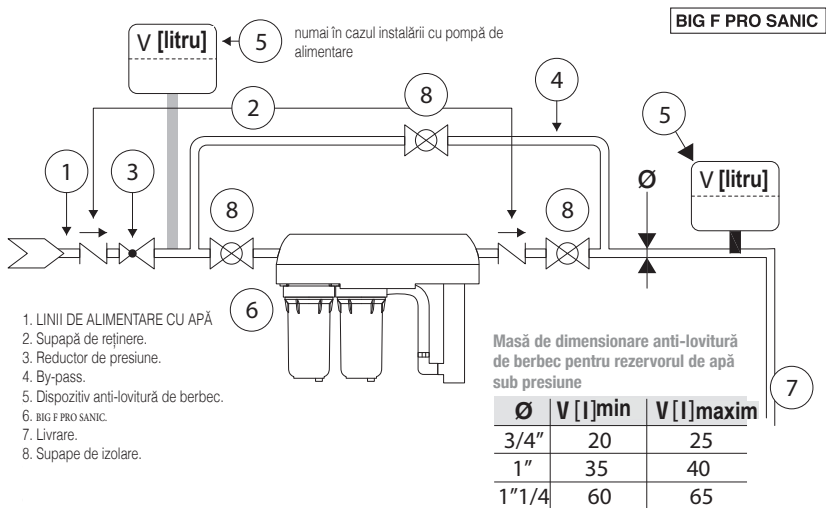 BIG F PRO SANIC
V [litru]
5
numai în cazul instalării cu pompă de
alimentare
2
8
4
5
1
3
8
8
Ø
V [litru]
6
1. LINII DE ALIMENTARE CU APĂ
2. Supapă de reținere.
3. Reductor de presiune.
4. By-pass.
5. Dispozitiv anti-lovitură de berbec.
6. BIG F PRO SANIC.
7. Livrare.
8. Supape de izolare.
Masă de dimensionare anti-lovitură
de berbec pentru rezervorul de apă
sub presiune
7
Ø V [l]min V [l]maxim
3/4” 20 25
1” 35 40
1”1/4 60 65